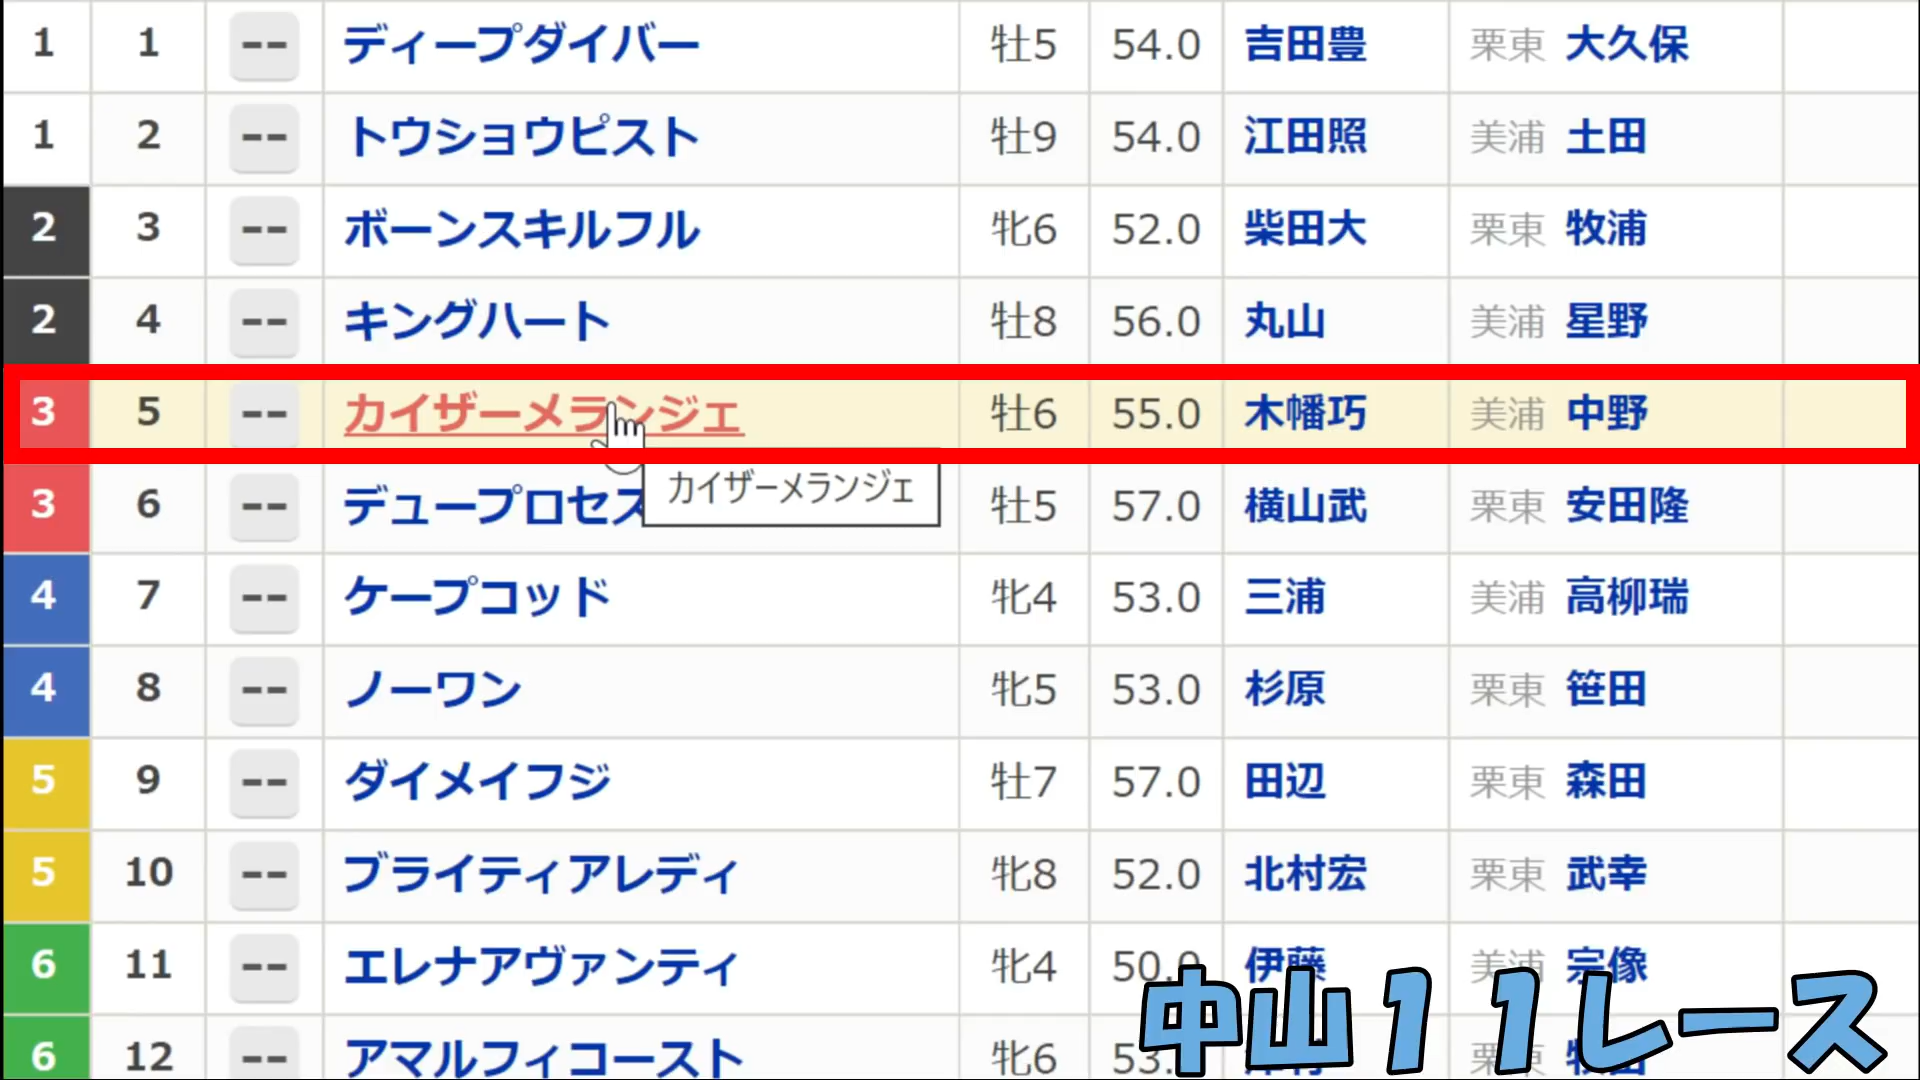 1 1 -- ディープダイバー 牡5 54.0 吉田豊 栗東 大久保
1 2 -- トウショウピスト 牡9 54.0 江田照 美浦 土田
2 3 -- ボーンスキルフル 牝6 52.0 柴田大 栗東 牧浦
2 4 -- キングハート 牡8 56.0 丸山 美浦 星野
3 5 -- カイザーメランジェ 牡6 55.0 木幡巧 美浦 中野
カイザーメランジェ
3 6 -- デュープロセス 牡5 57.0 横山武 栗東 安田隆
4 7 -- ケープコッド 牝4 53.0 三浦 美浦 高柳瑞
4 8 -- ノーワン 牝5 53.0 杉原 栗東 笹田
5 9 -- ダイメイフジ 牡7 57.0 田辺 栗東 森田
5 10 -- ブライティアレディ 牝8 52.0 北村宏 栗東 武幸
6 11 -- エレナアヴァンティ 牝4 50.0 伊藤 美浦 宗像
6 12 -- アマルフィコースト 牝6 53. 栗東
中山11レース